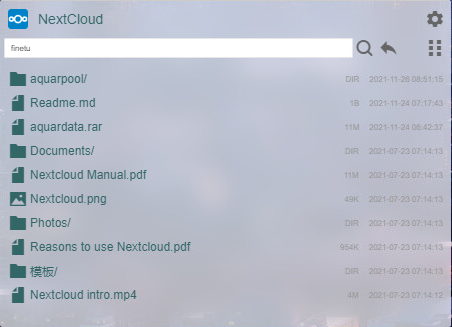 NextCloud
finetu
aquarpool/ DIR 2021-11-26 08:51:15
Readme.md 1B 2021-11-24 07:17:43
aquardata.rar 11M 2021-11-24 06:42:37
Documents/ DIR 2021-07-23 07:14:13
Nextcloud Manual.pdf 11M 2021-07-23 07:14:13
Nextcloud.png 49K 2021-07-23 07:14:13
Photos/ DIR 2021-07-23 07:14:13
Reasons to use Nextcloud.pdf 954K 2021-07-23 07:14:13
模板/ DIR 2021-07-23 07:14:13
Nextcloud intro.mp4 4M 2021-07-23 07:14:12